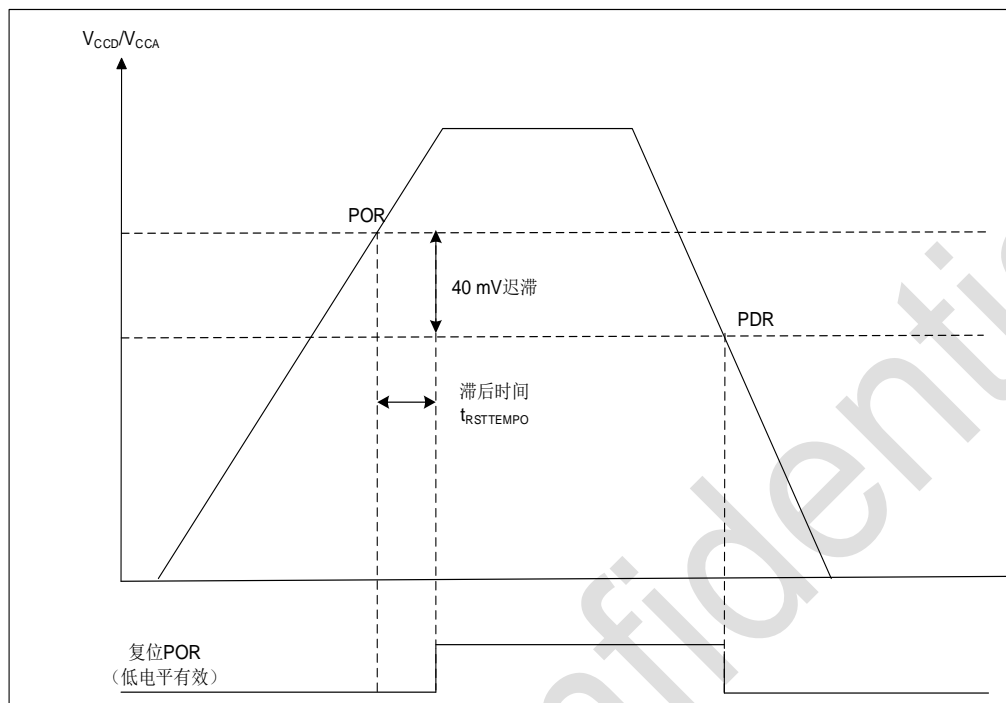 VCCD/VCCA
POR
40 mV迟滞
PDR
滞后时间
tRSTTEMPO
复位POR
（低电平有效）
nfidenti